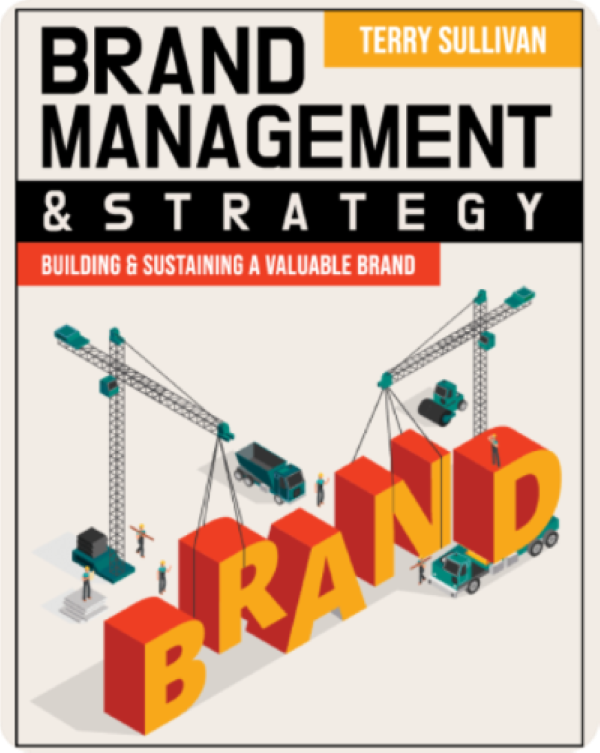 TERRY SULLIVAN
BRAND
MANAGEMENT
& STRATEGY
BUILDING & SUSTAINING A VALUABLE BRAND
BRAND